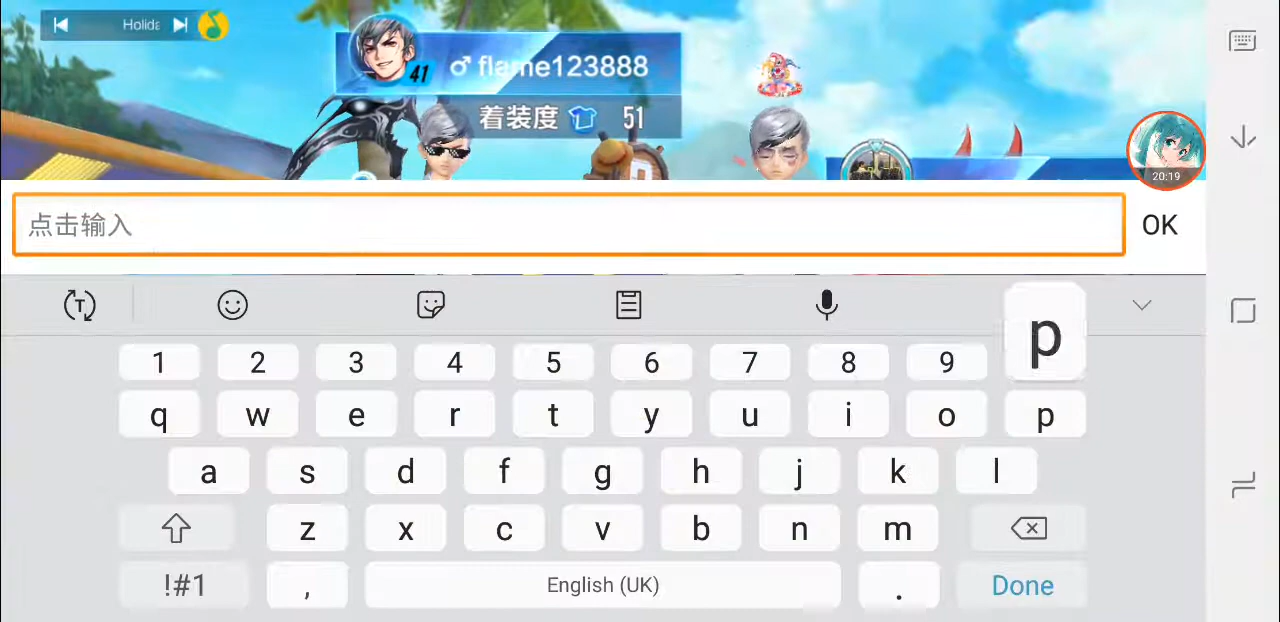 Holida
41 ♂ flame123888
着装度 51
20:19
点击输入 OK
p
1 2 3 4 5 6 7 8 9
q w e r t y u i o p
a s d f g h j k l
z x c v b n m
!#1 , English (UK) . Done